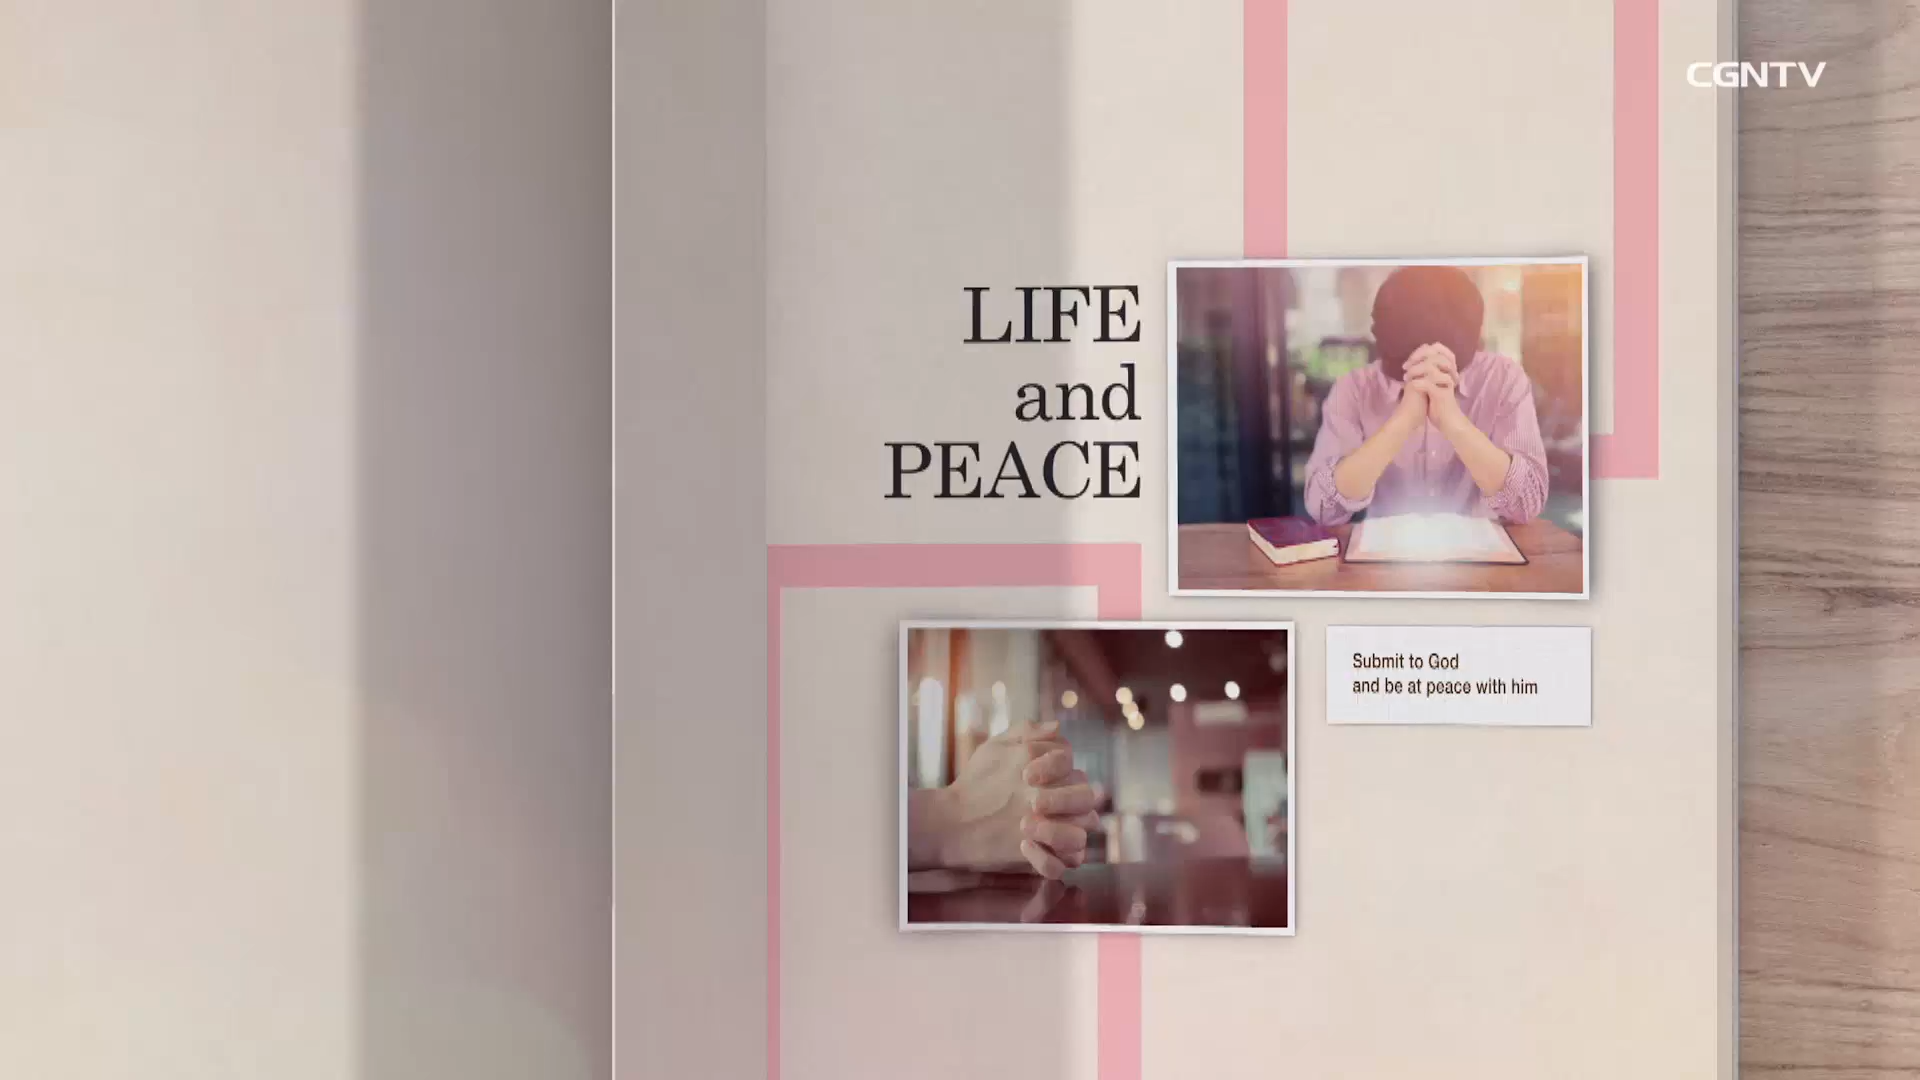 CGNTV
LIFE
and
PEACE
Submit to God
and be at peace with him